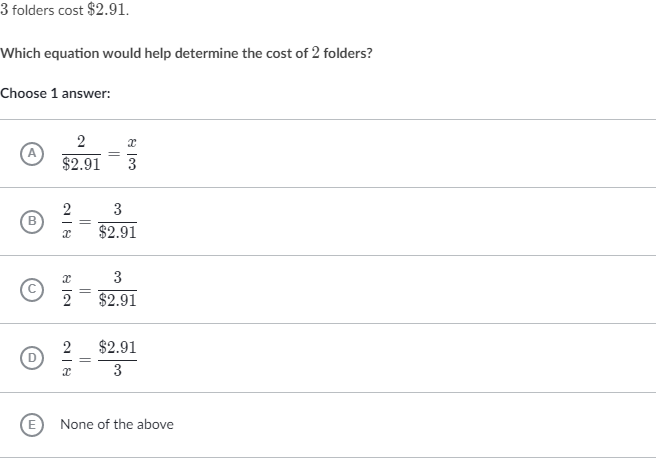 3 folders cost $2.91.
Which equation would help determine the cost of 2 folders?
Choose 1 answer:
A 2/$2.91 = x/3
B 2/x = 3/$2.91
C x/2 = 3/$2.91
D 2/x = $2.91/3
E None of the above